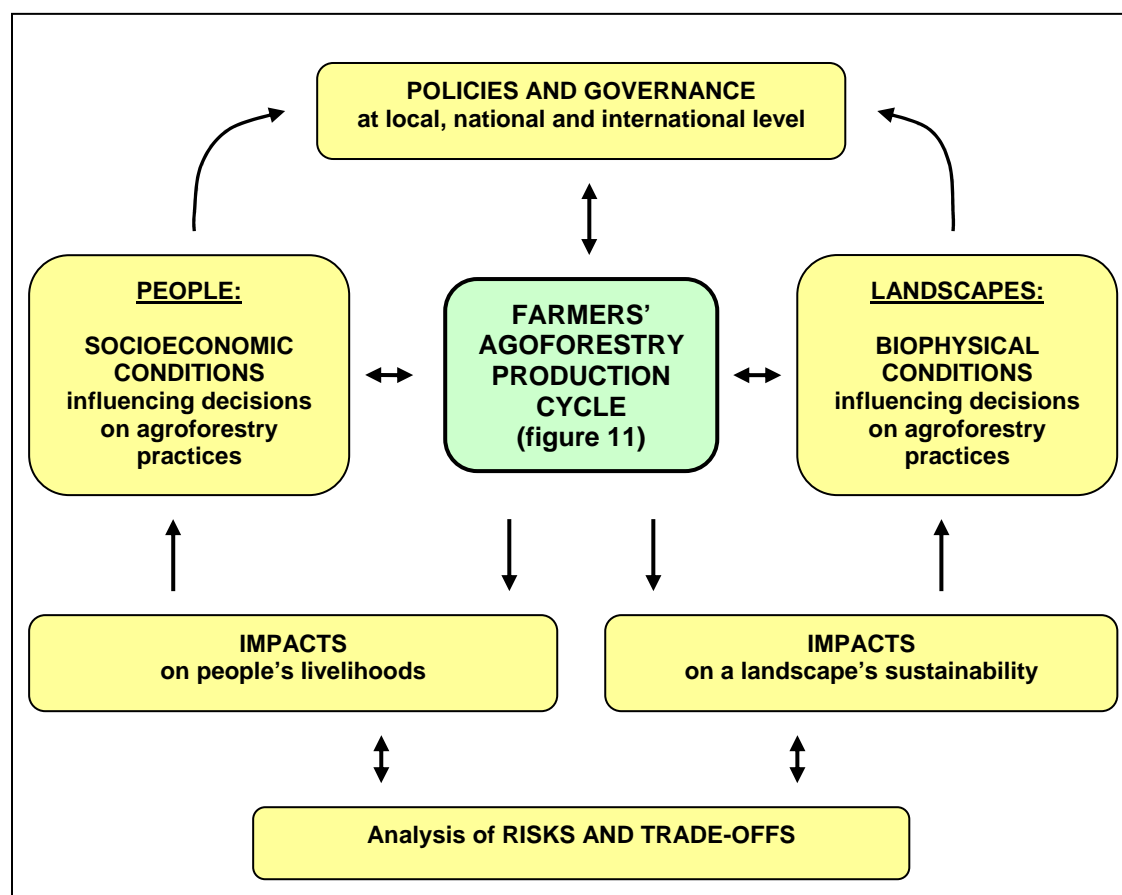 POLICIES AND GOVERNANCE
at local, national and international level
PEOPLE:
SOCIOECONOMIC
CONDITIONS
influencing decisions
on agroforestry
practices
FARMERS’
AGOFORESTRY
PRODUCTION
CYCLE
(figure 11)
LANDSCAPES:
BIOPHYSICAL
CONDITIONS
influencing decisions
on agroforestry
practices
IMPACTS
on people’s livelihoods
IMPACTS
on a landscape’s sustainability
Analysis of RISKS AND TRADE-OFFS